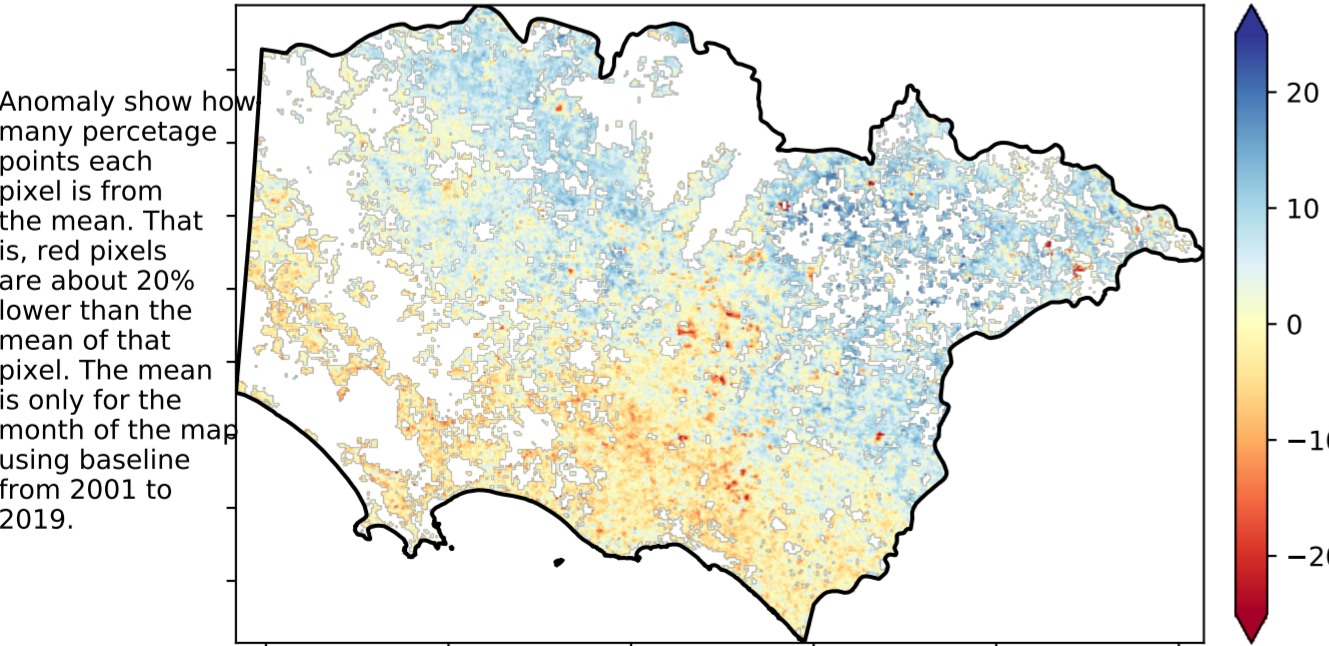 Anomaly show how
many percetage
points each
pixel is from
the mean. That
is, red pixels
are about 20%
lower than the
mean of that
pixel. The mean
is only for the
month of the map
using baseline
from 2001 to
2019.
20
10
0
−10
−20